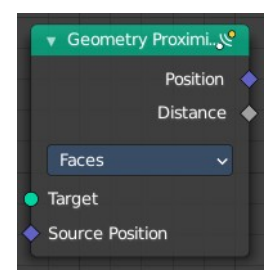 Geometry Proximi..
Position
Distance
Faces
Target
Source Position